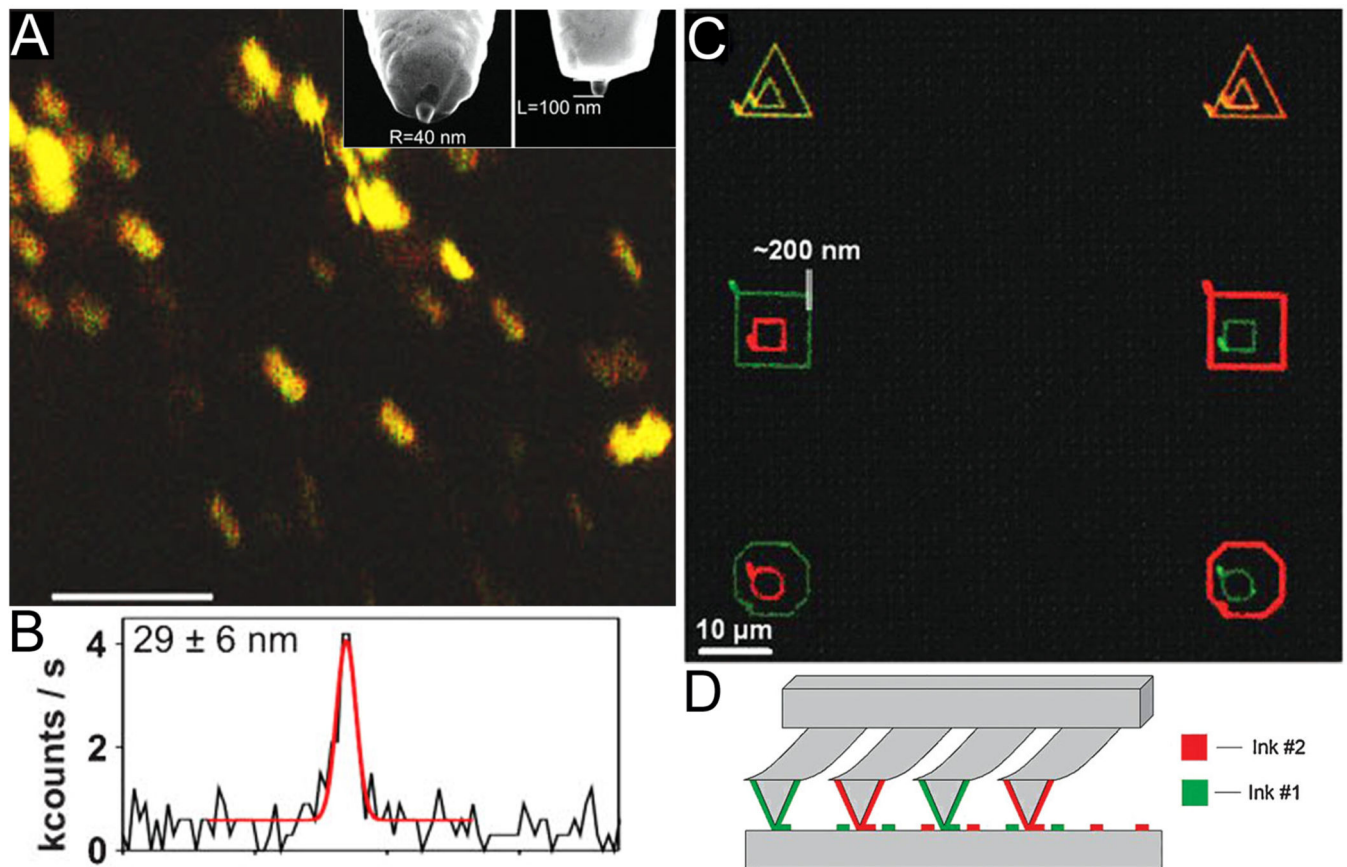 A
R=40 nm
L=100 nm
B
29 ± 6 nm
kcounts / s
4
2
0
C
~200 nm
10 µm
D
Ink #2
Ink #1